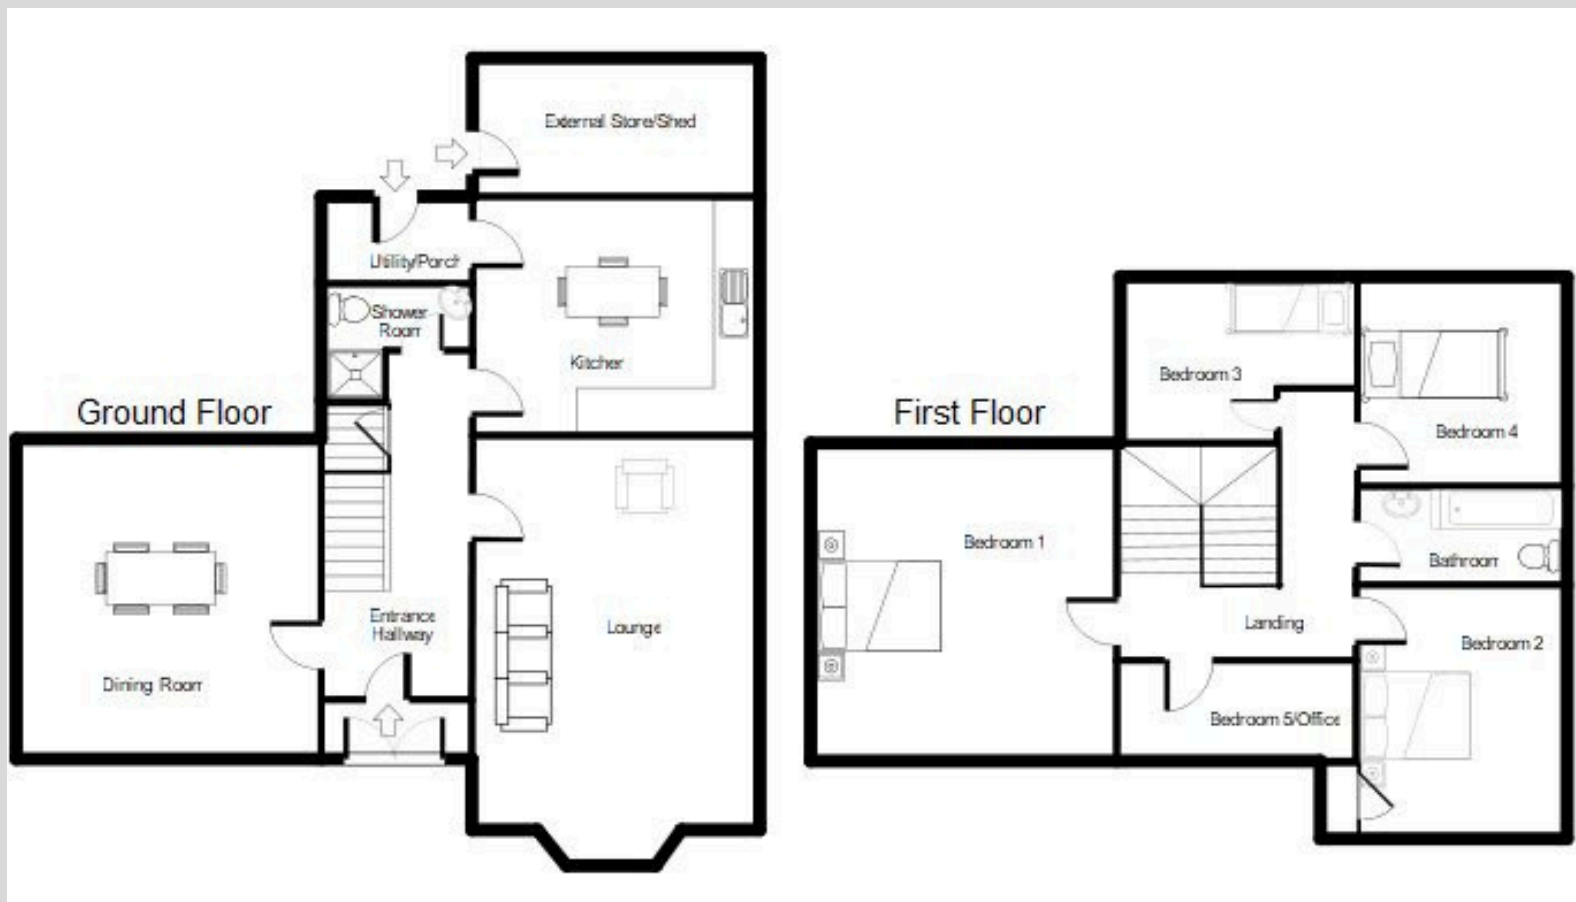 External Store/Shed
Utility/Porch
Shower
Room
Kitchen
Ground Floor
Entrance
Hallway
Lounge
Dining Room
First Floor
Bedroom 3
Bedroom 4
Bedroom 1
Bathroom
Landing
Bedroom 2
Bedroom 5/Office